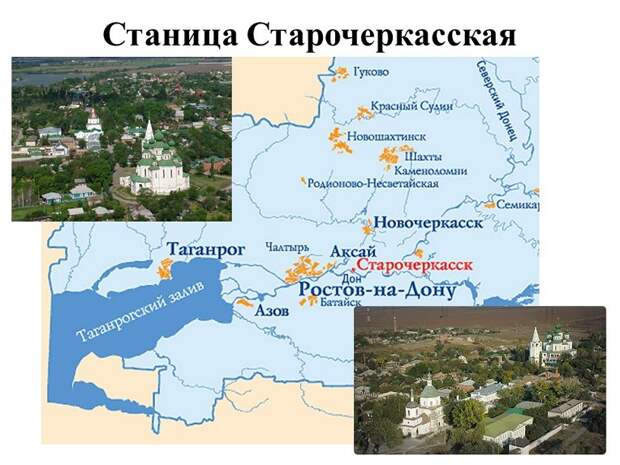 Станица Старочеркасская
Гуково
Северский Донец
Красный Сулин
Новошахтинск
Шахты
Каменоломни
Родионово-Несветайская
Семикар
Новочеркасск
Таганрог
Чалтырь
Аксай
Старочеркасск
Дон
Ростов-на-Дону
Батайск
Азов
Таганрогский залив